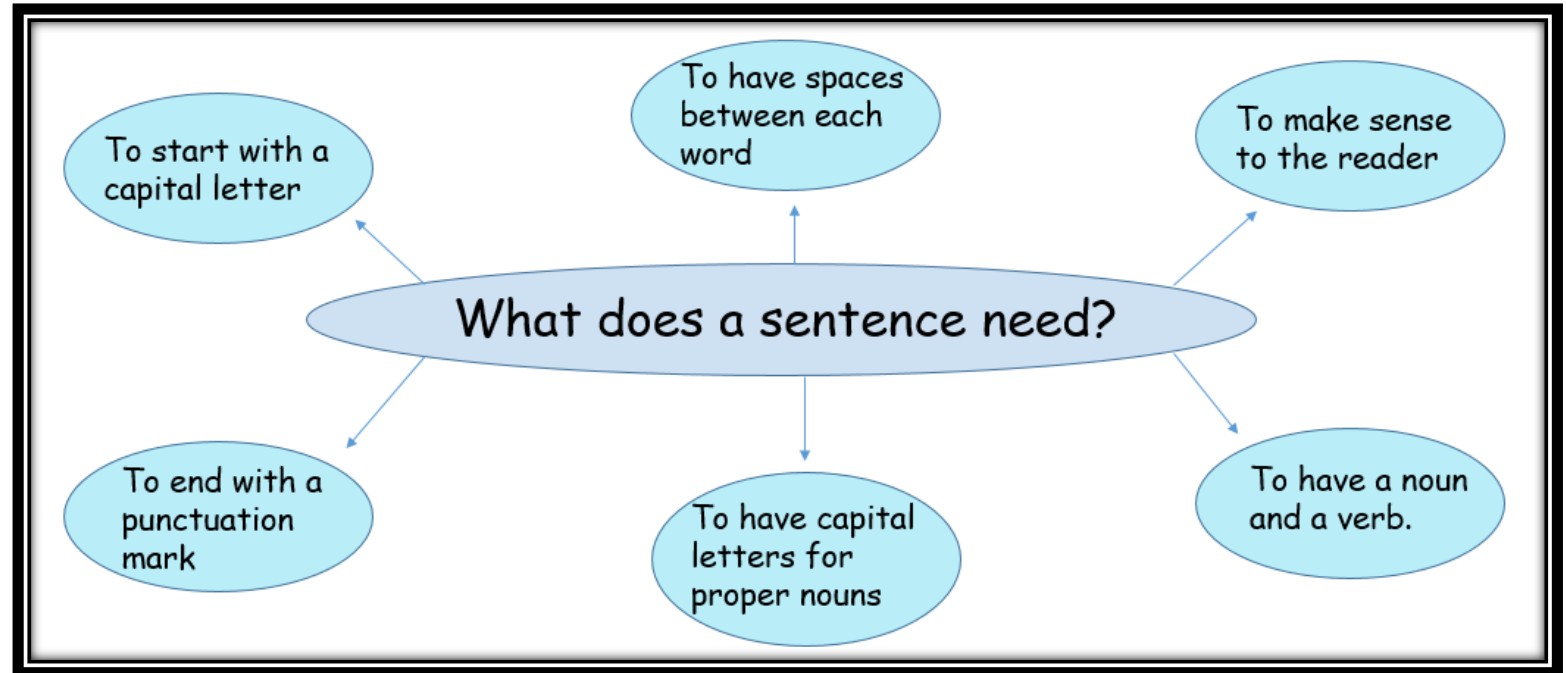 To start with a
capital letter
To have spaces
between each
word
To make sense
to the reader
What does a sentence need?
To end with a
punctuation
mark
To have capital
letters for
proper nouns
To have a noun
and a verb.